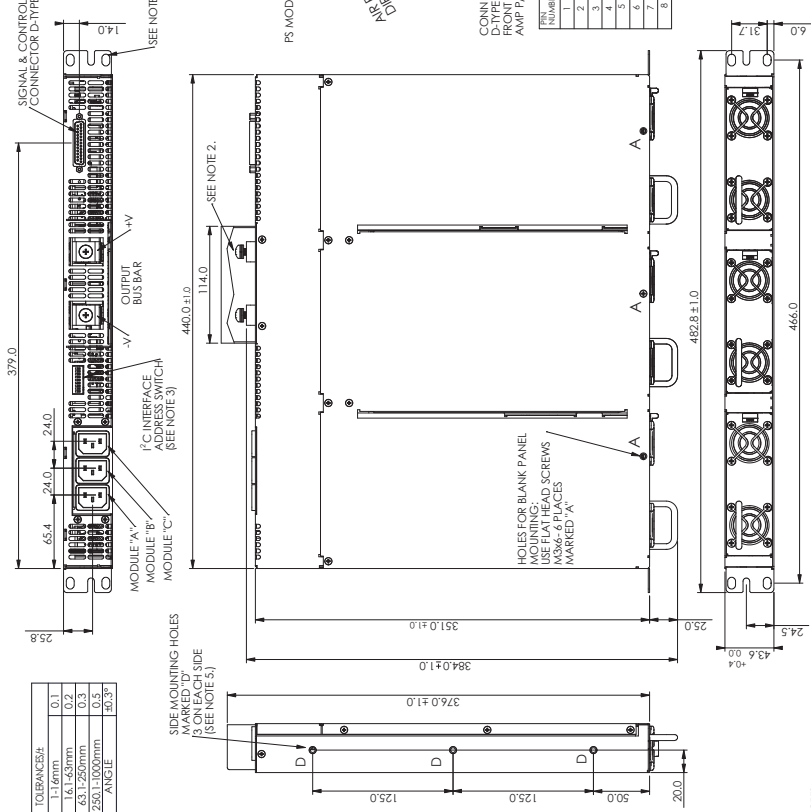 TOLERANCES/±
1-16mm 0.1
16.1-63mm 0.2
63.1-250mm 0.3
250.1-1000mm 0.5
ANGLE ±0.3°
SIGNAL & CONTROL
CONNECTOR D-TYPE
14.0
SEE NOTE
379.0
+V
OUTPUT
BUS BAR
-V
I²C INTERFACE
ADDRESS SWITCH
(SEE NOTE 3)
24.0
24.0
65.4
MODULE "A"
MODULE "B"
MODULE "C"
25.8
PS MOD
AIR
CONN
D-TYPE
FRONT
AMP P/
PIN
NUMB
1
2
3
4
5
6
7
8
SEE NOTE 2.
114.0
440.0 ±1.0
A
A
A
HOLES FOR BLANK PANEL
MOUNTING:
USE FLAT HEAD SCREWS
M3x6- 6 PLACES
MARKED "A"
351.0 ±1.0
25.0
384.0 ±1.0
SIDE MOUNTING HOLES
MARKED "D"
3 ON EACH SIDE
(SEE NOTE 5.)
376.0 ±1.0
D
D
D
125.0
125.0
50.0
20.0
482.8 ±1.0
31.7
6.0
466.0
24.5
43.6 +0.4 0.0